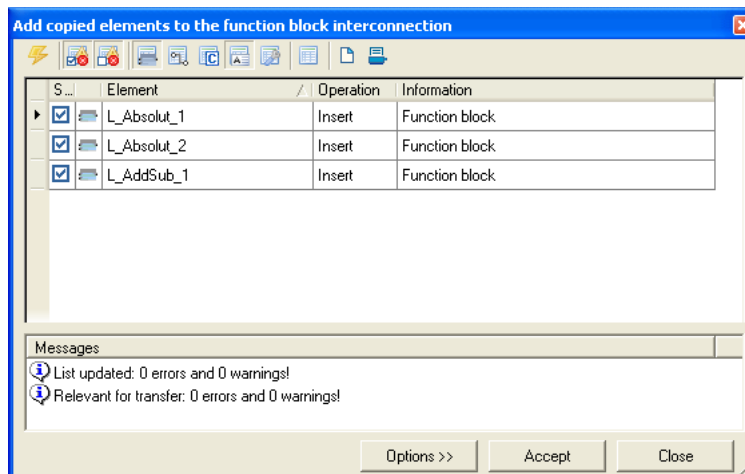 Add copied elements to the function block interconnection
S... Element Operation Information
L_Absolut_1 Insert Function block
L_Absolut_2 Insert Function block
L_AddSub_1 Insert Function block
Messages
List updated: 0 errors and 0 warnings!
Relevant for transfer: 0 errors and 0 warnings!
Options >> Accept Close